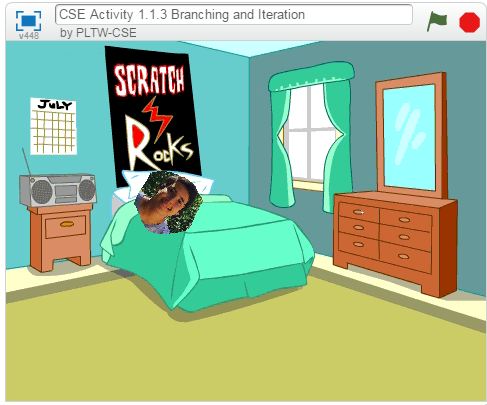 CSE Activity 1.1.3 Branching and Iteration
v448
by PLTW-CSE
SCRATCH
ROCKS
JULY